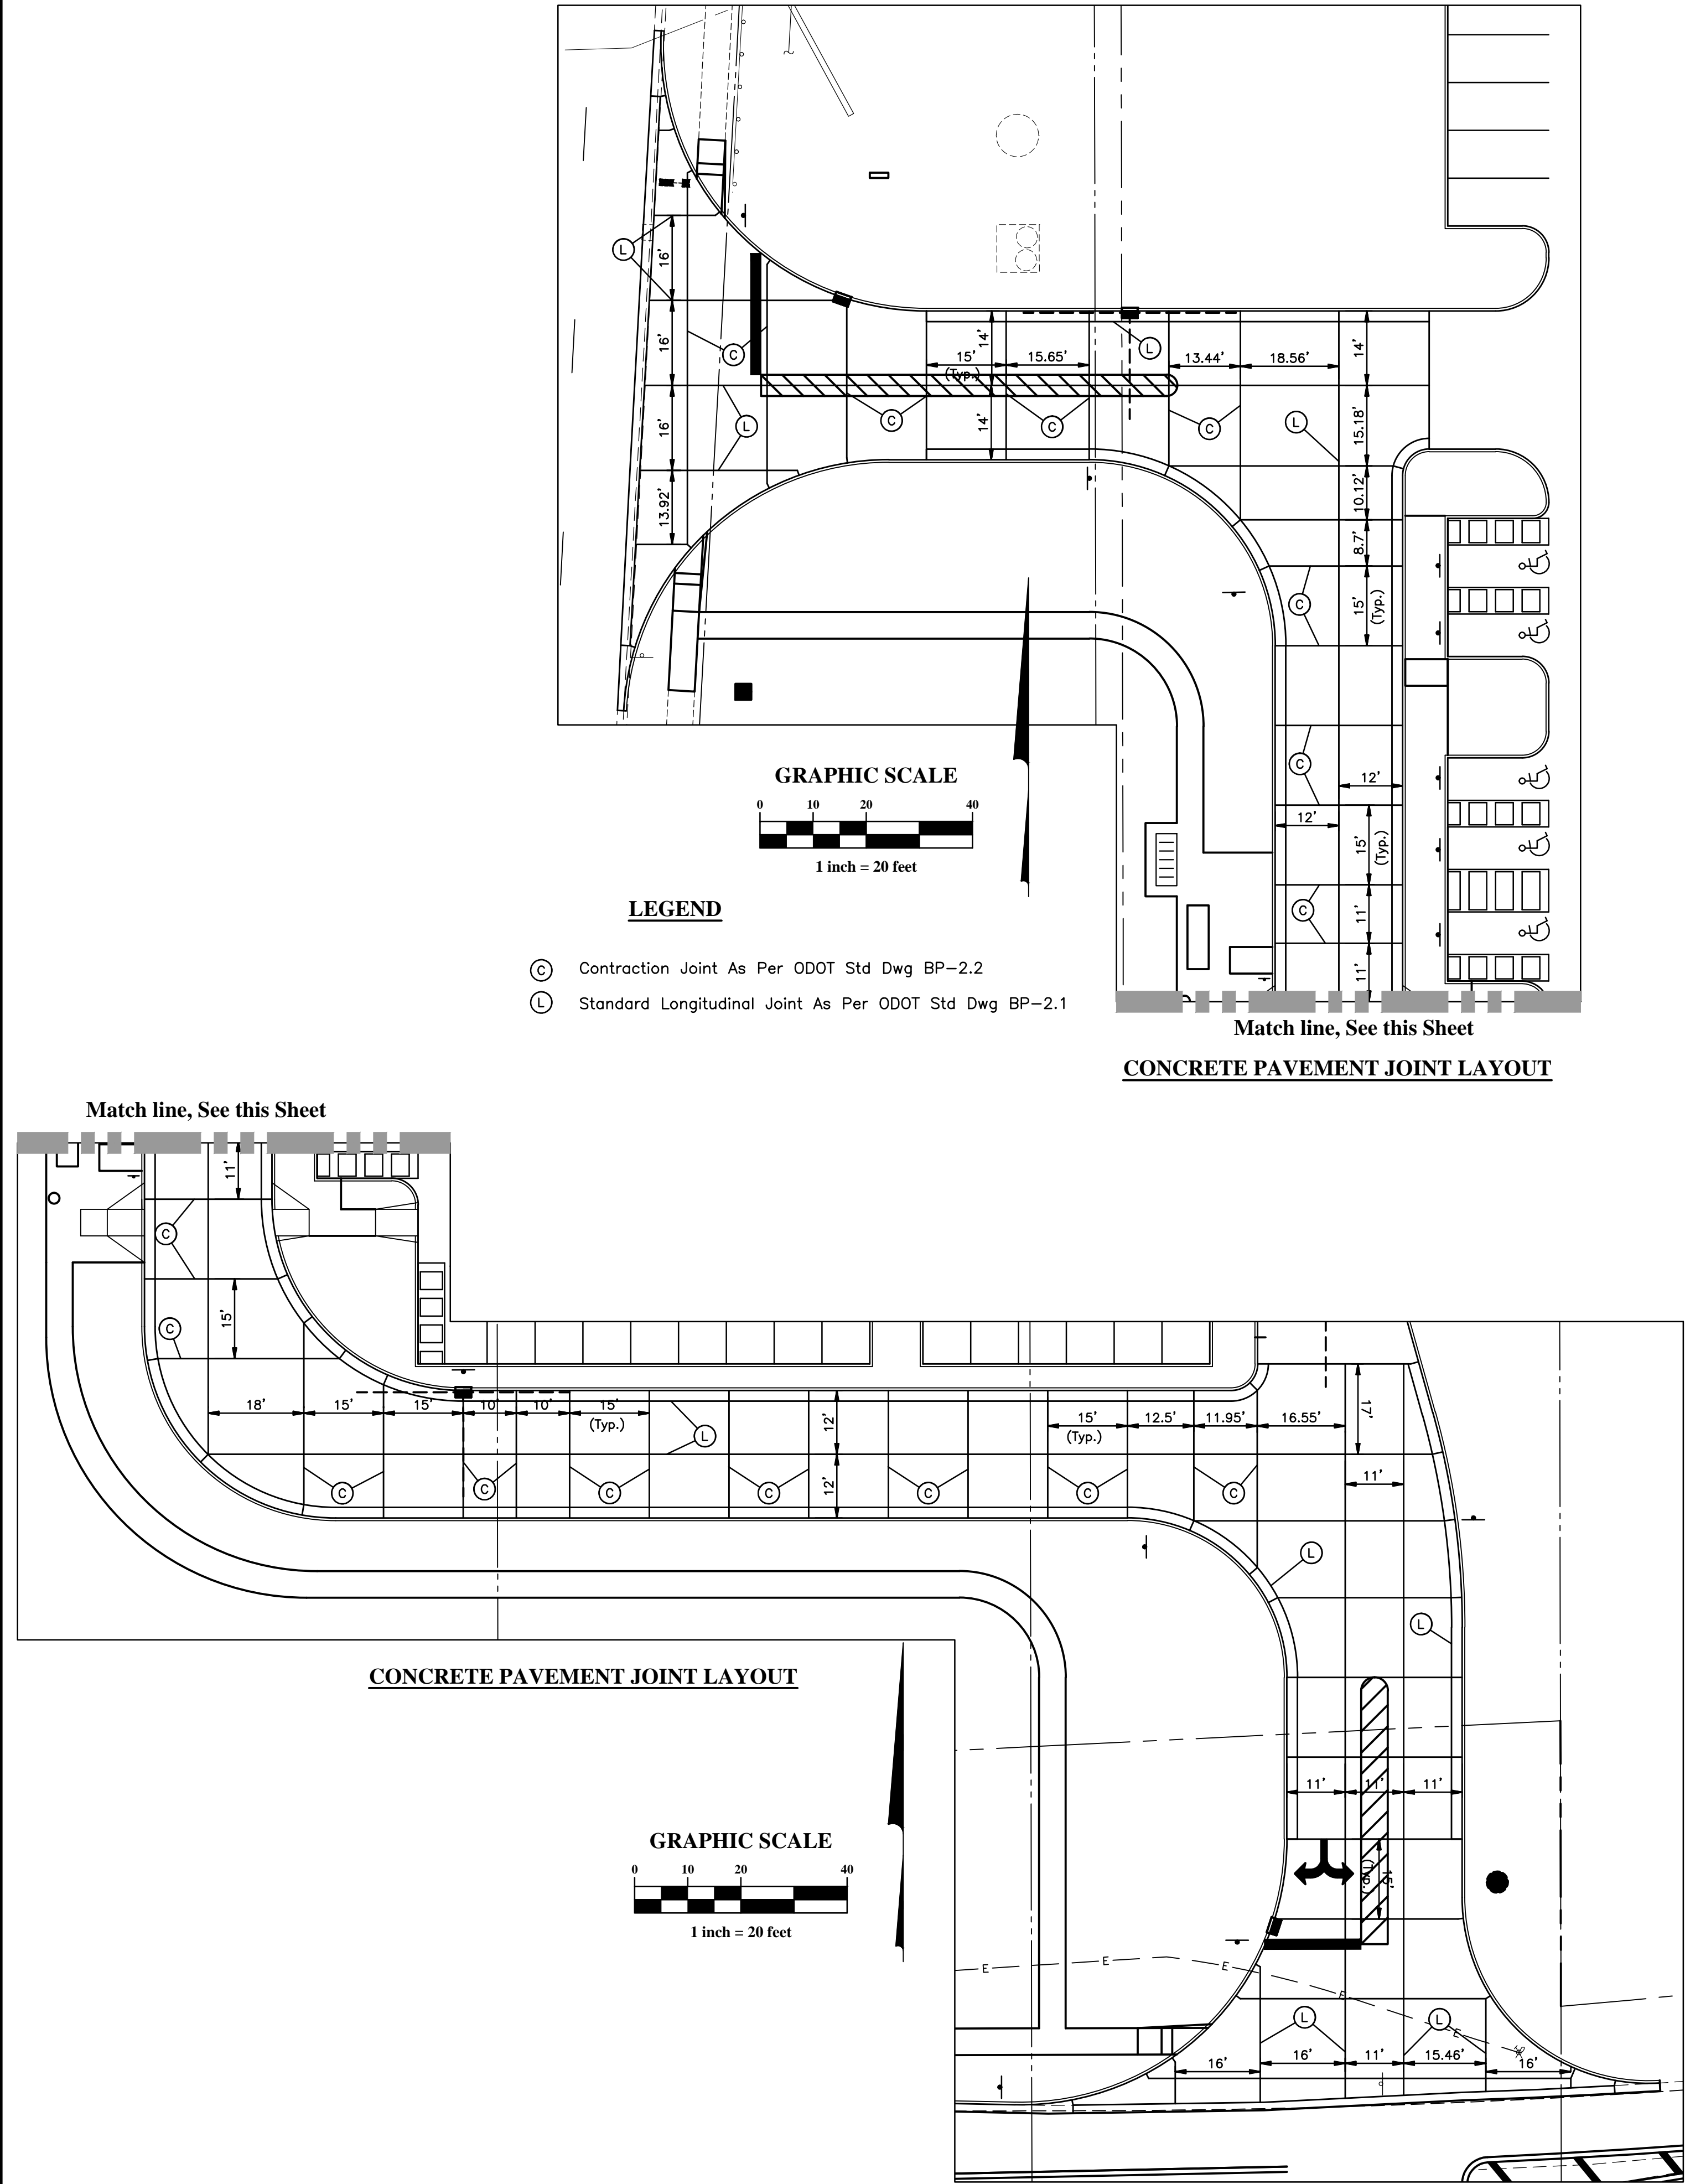 L
16'
16'
C
16'
L
13.92'
14'
15'
(Typ.)
15.65'
14'
C
C
L
13.44'
18.56'
14'
C
L
15.18'
10.12'
8.7'
C
15'
(Typ.)
C
12'
12'
15'
(Typ.)
C
11'
11'
GRAPHIC SCALE
0 10 20 40
1 inch = 20 feet
LEGEND
C Contraction Joint As Per ODOT Std Dwg BP-2.2
L Standard Longitudinal Joint As Per ODOT Std Dwg BP-2.1
Match line, See this Sheet
CONCRETE PAVEMENT JOINT LAYOUT
Match line, See this Sheet
11'
C
15'
C
18'
15'
15'
10'
10'
15'
(Typ.)
L
12'
12'
15'
(Typ.)
12.5'
11.95'
16.55'
17'
11'
C
C
C
C
C
C
C
L
L
CONCRETE PAVEMENT JOINT LAYOUT
11'
11'
11'
15'
(Typ.)
GRAPHIC SCALE
0 10 20 40
1 inch = 20 feet
E
E
E
E
E
L
L
16'
16'
11'
15.46'
16'